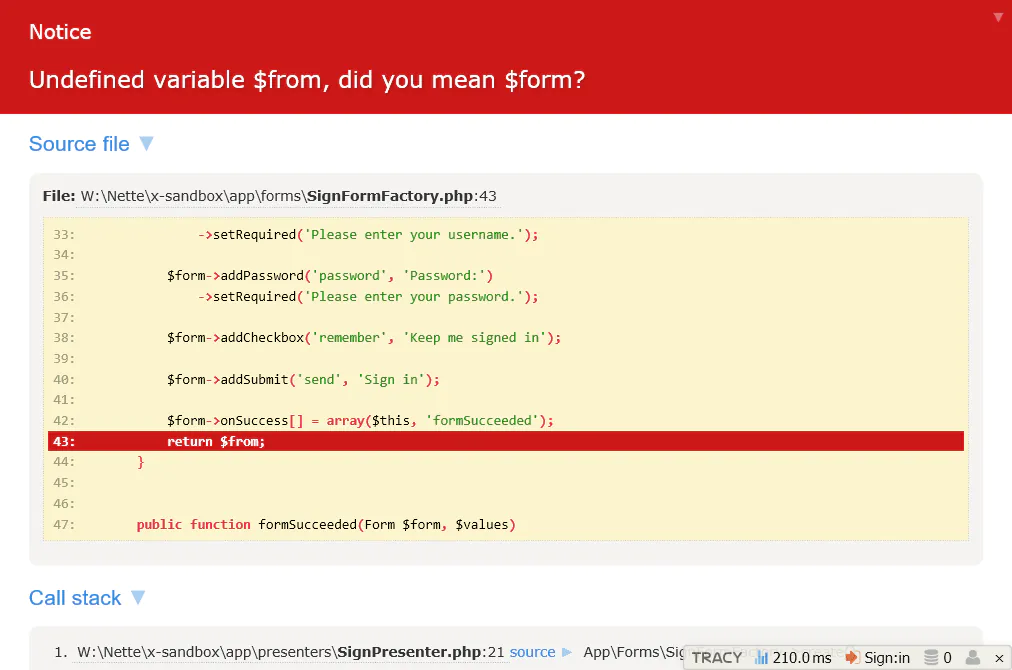 Notice
Undefined variable $from, did you mean $form?
Source file ▼
File: W:\Nette\x-sandbox\app\forms\SignFormFactory.php:43
33:                ->setRequired('Please enter your username.');
34:
35:            $form->addPassword('password', 'Password:')
36:                ->setRequired('Please enter your password.');
37:
38:            $form->addCheckbox('remember', 'Keep me signed in');
39:
40:            $form->addSubmit('send', 'Sign in');
41:
42:            $form->onSuccess[] = array($this, 'formSucceeded');
43:            return $from;
44:        }
45:
46:
47:        public function formSucceeded(Form $form, $values)
Call stack ▼
1. W:\Nette\x-sandbox\app\presenters\SignPresenter.php:21 source ► App\Forms\Sig
TRACY 210.0 ms Sign:in 0 ×